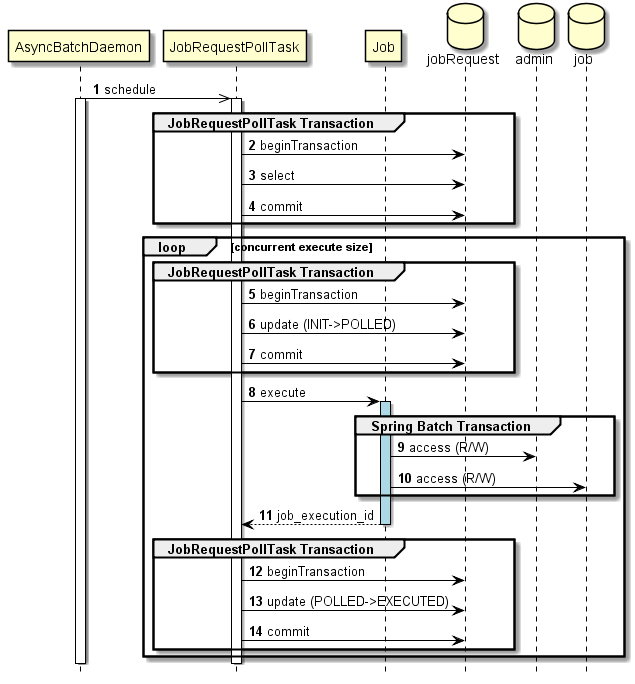 AsyncBatchDaemon JobRequestPollTask Job jobRequest admin job
1 schedule
JobRequestPollTask Transaction
2 beginTransaction
3 select
4 commit
loop [concurrent execute size]
JobRequestPollTask Transaction
5 beginTransaction
6 update (INIT->POLLED)
7 commit
8 execute
Spring Batch Transaction
9 access (R/W)
10 access (R/W)
11 job_execution_id
JobRequestPollTask Transaction
12 beginTransaction
13 update (POLLED->EXECUTED)
14 commit